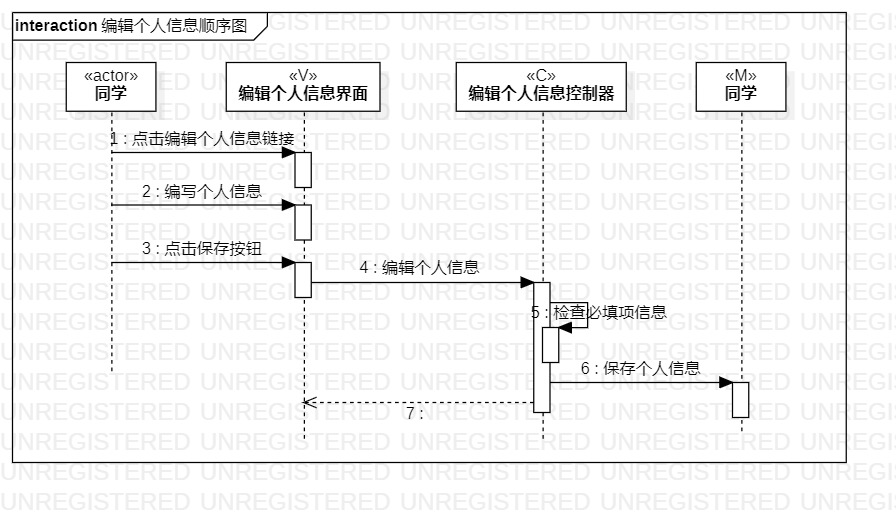 interaction 编辑个人信息顺序图
«actor»
同学
«V»
编辑个人信息界面
«C»
编辑个人信息控制器
«M»
同学
1 : 点击编辑个人信息链接
2 : 编写个人信息
3 : 点击保存按钮
4 : 编辑个人信息
5 : 检查必填项信息
6 : 保存个人信息
7 :
UNREGISTERED UNREGISTERED UNREGISTERED UNREGISTERED UNREGISTERED